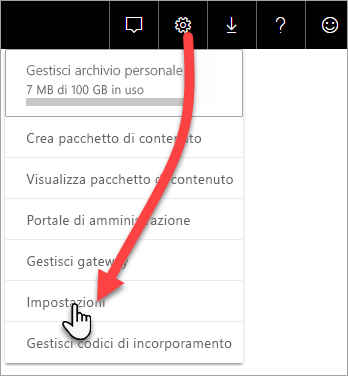 Gestisci archivio personale
7 MB di 100 GB in uso
Crea pacchetto di contenuto
Visualizza pacchetto di contenuto
Portale di amministrazione
Gestisci gateway
Impostazioni
Gestisci codici di incorporamento